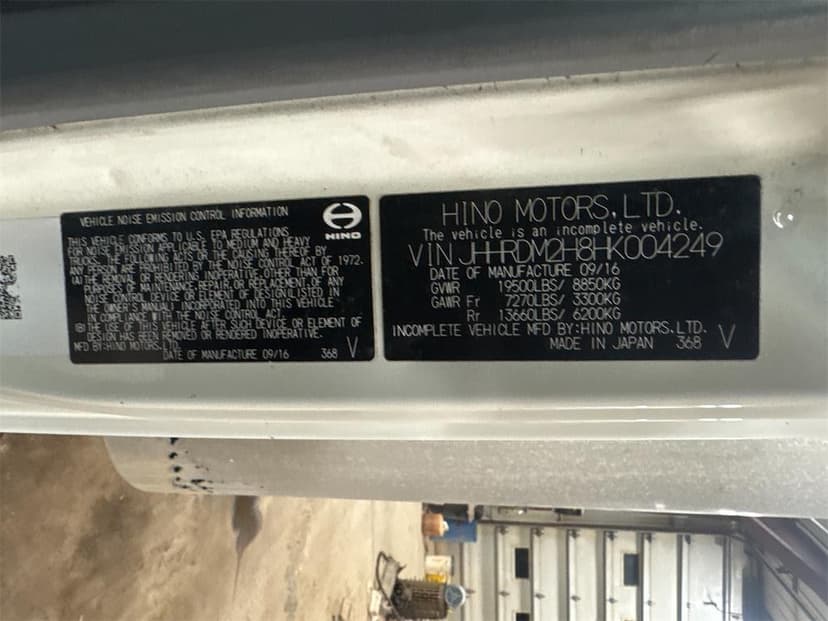 VEHICLE NOISE EMISSION CONTROL INFORMATION
HINO
THIS VEHICLE CONFORMS TO U.S. EPA REGULATIONS
FOR NOISE EMISSION APPLICABLE TO MEDIUM AND HEAVY
TRUCKS. THE FOLLOWING ACTS OR THE CAUSING THEREOF BY
ANY PERSON ARE PROHIBITED BY THE NOISE CONTROL ACT OF 1972.
(A) THE REMOVAL OR RENDERING INOPERATIVE, OTHER THAN FOR
PURPOSES OF MAINTENANCE, REPAIR, OR REPLACEMENT, OF ANY
NOISE CONTROL DEVICE OR ELEMENT OF DESIGN (LISTED IN
THE OWNER'S MANUAL) INCORPORATED INTO THIS VEHICLE
IN COMPLIANCE WITH THE NOISE CONTROL ACT.
(B) THE USE OF THIS VEHICLE AFTER SUCH DEVICE OR ELEMENT OF
DESIGN HAS BEEN REMOVED OR RENDERED INOPERATIVE.
MFD BY:HINO MOTORS,LTD.
DATE OF MANUFACTURE 09/16 368 V
HINO MOTORS,LTD.
The vehicle is an incomplete vehicle.
VIN JHHRDM2H8HK004249
DATE OF MANUFACTURE 09/16
GVWR 19500LBS/ 8850KG
GAWR Fr 7270LBS/ 3300KG
Rr 13660LBS/ 6200KG
INCOMPLETE VEHICLE MFD BY:HINO MOTORS,LTD.
MADE IN JAPAN 368 V